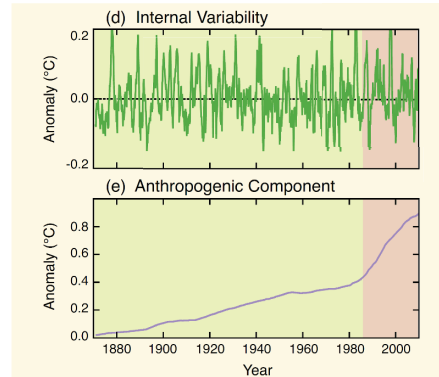 (d) Internal Variability
0.2
0.0
-0.2
Anomaly (°C)
(e) Anthropogenic Component
0.8
0.6
0.4
0.2
0.0
Anomaly (°C)
1880 1900 1920 1940 1960 1980 2000
Year